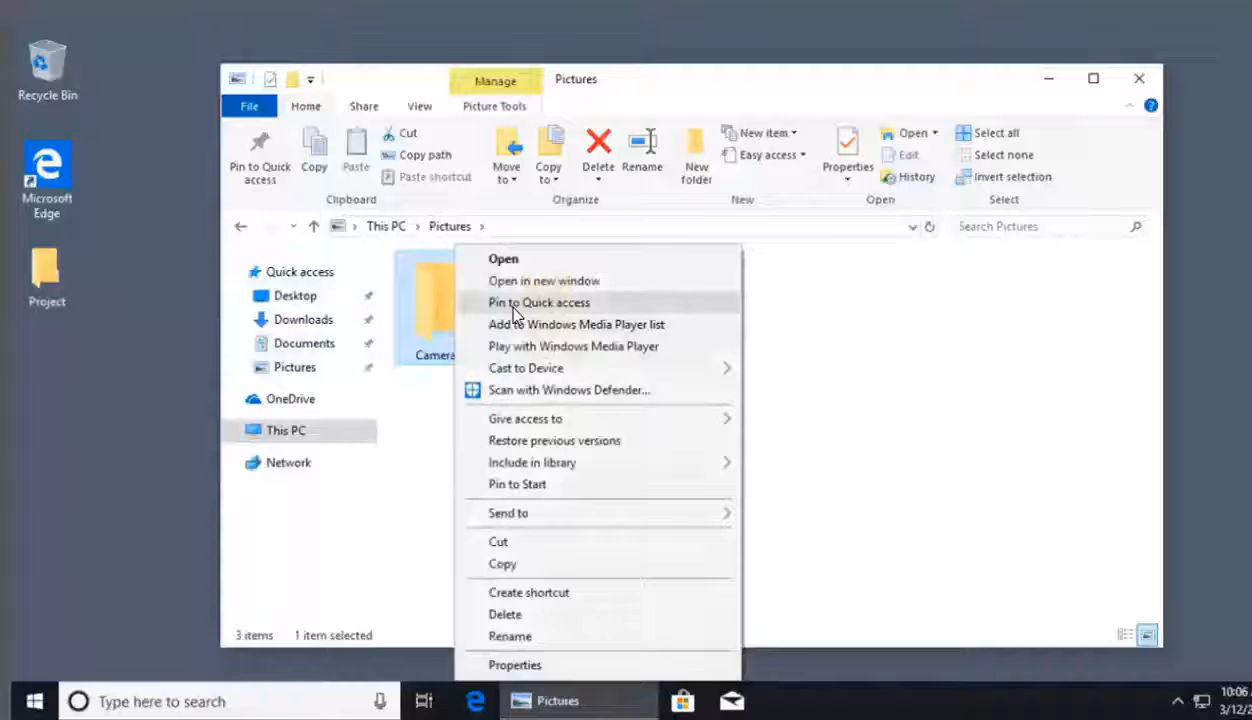 Recycle Bin
Microsoft
Edge
Project
Manage
Pictures
File
Home
Share
View
Picture Tools
Pin to Quick
access
Copy
Paste
Cut
Copy path
Paste shortcut
Clipboard
Move
to
Copy
to
Delete
Rename
Organize
New
folder
New item
Easy access
New
Properties
Open
Edit
History
Open
Select all
Select none
Invert selection
Select
This PC
Pictures
Search Pictures
Quick access
Desktop
Downloads
Documents
Pictures
OneDrive
This PC
Network
Camera
Open
Open in new window
Pin to Quick access
Add to Windows Media Player list
Play with Windows Media Player
Cast to Device
Scan with Windows Defender...
Give access to
Restore previous versions
Include in library
Pin to Start
Send to
Cut
Copy
Create shortcut
Delete
Rename
Properties
3 items
1 item selected
Type here to search
Pictures
10:06
3/12/2